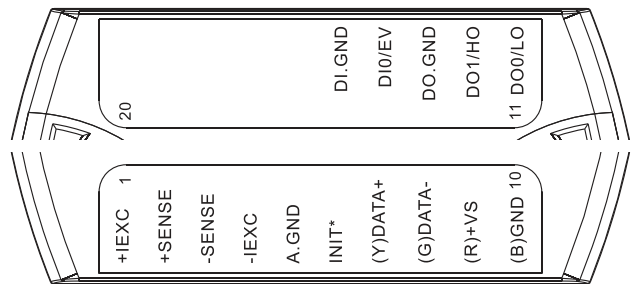 DI.GND
DI0/EV
DO.GND
DO1/HO
DO0/LO
20
11
1
10
+IEXC
+SENSE
-SENSE
-IEXC
A.GND
INIT*
(Y)DATA+
(G)DATA-
(R)+VS
(B)GND